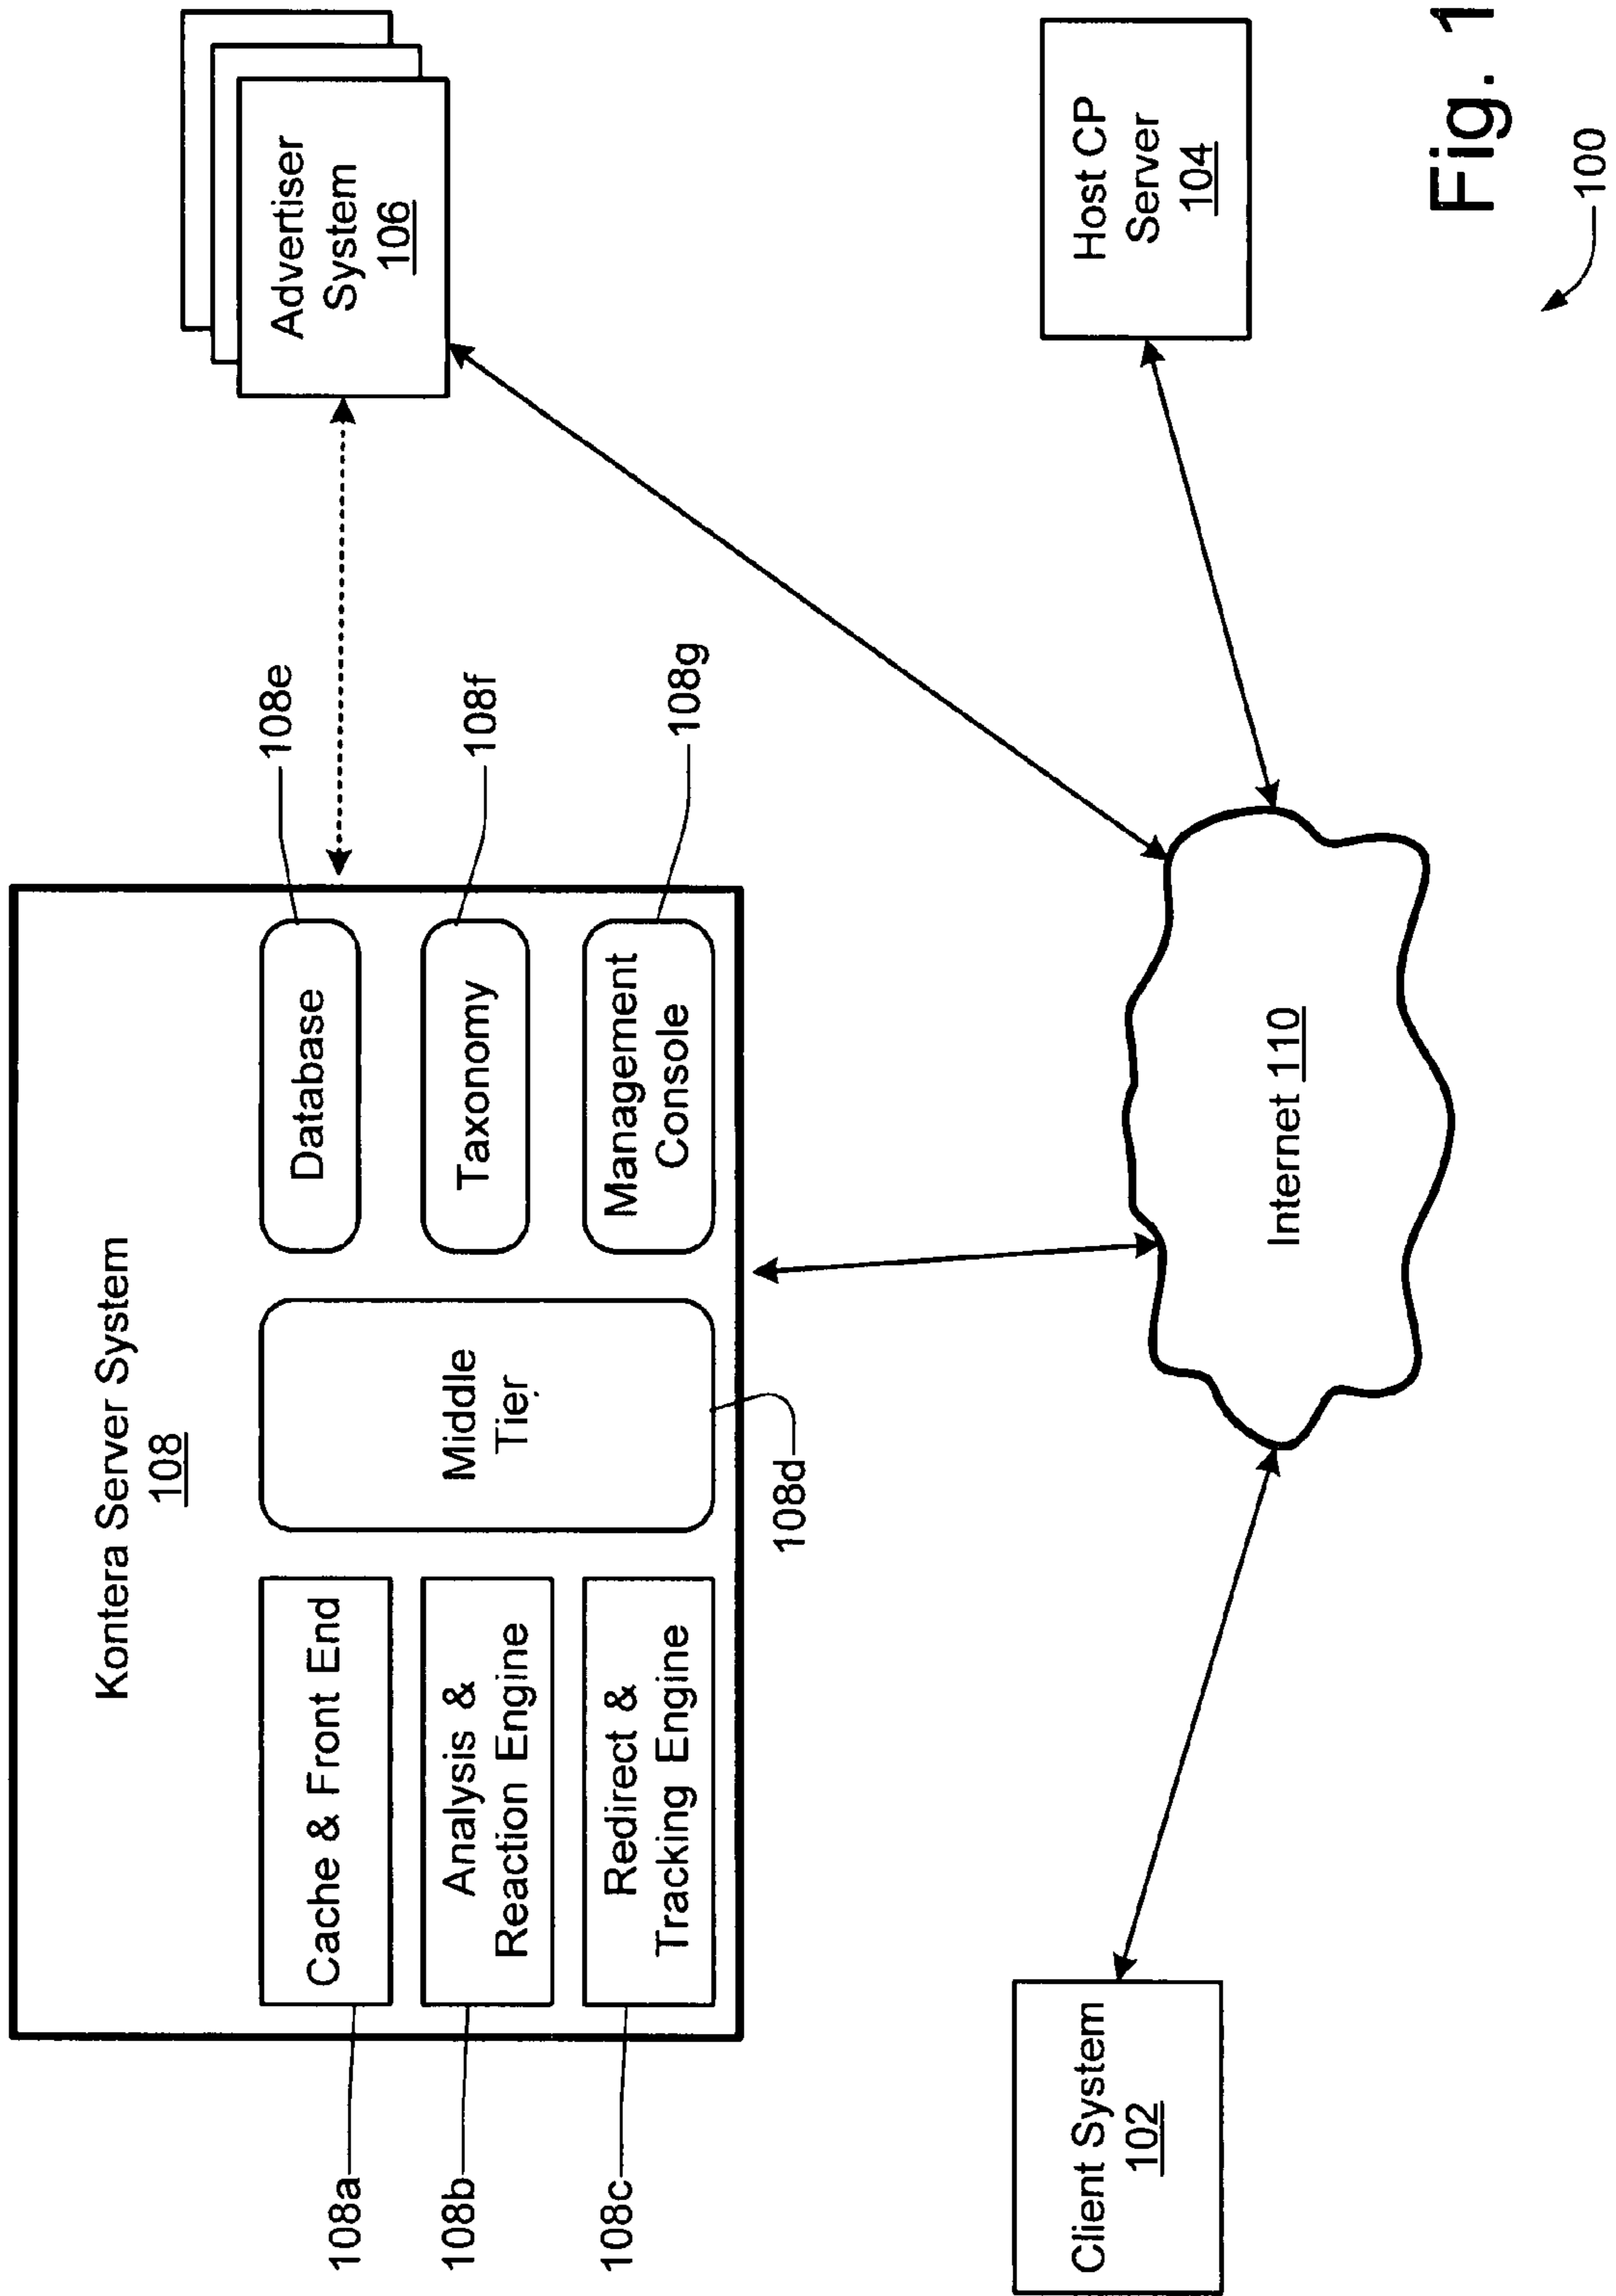 Kontera Server System
108
108a
Cache & Front End
108b
Analysis &
Reaction Engine
108c
Redirect &
Tracking Engine
Middle
Tier
108d
Database
108e
Taxonomy
108f
Management
Console
108g
Advertiser
System
106
Client System
102
Internet 110
Host CP
Server
104
Fig. 1
100